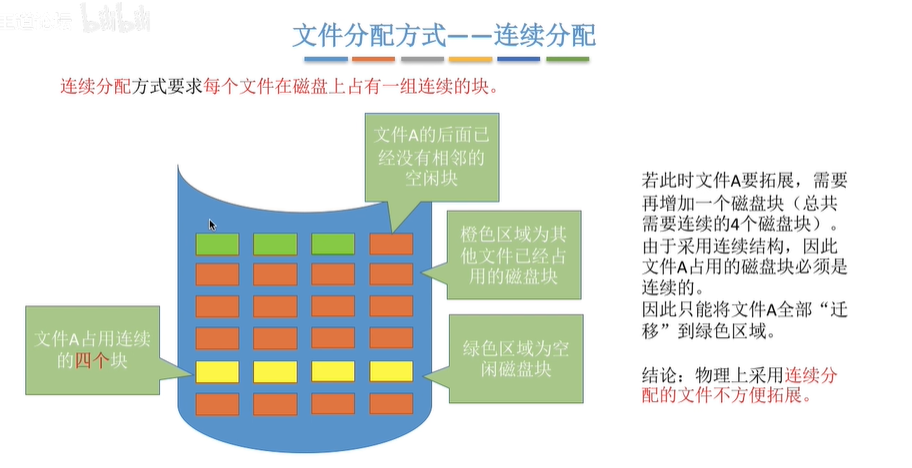 bilibili
文件分配方式——连续分配
连续分配方式要求每个文件在磁盘上占有一组连续的块。
文件A的后面已
经没有相邻的
空闲块
橙色区域为其
他文件已经占
用的磁盘块
文件A占用连续
的四个块
绿色区域为空
闲磁盘块
若此时文件A要拓展，需要
再增加一个磁盘块（总共
需要连续的4个磁盘块）。
由于采用连续结构，因此
文件A占用的磁盘块必须是
连续的。
因此只能将文件A全部“迁
移”到绿色区域。
结论：物理上采用连续分
配的文件不方便拓展。